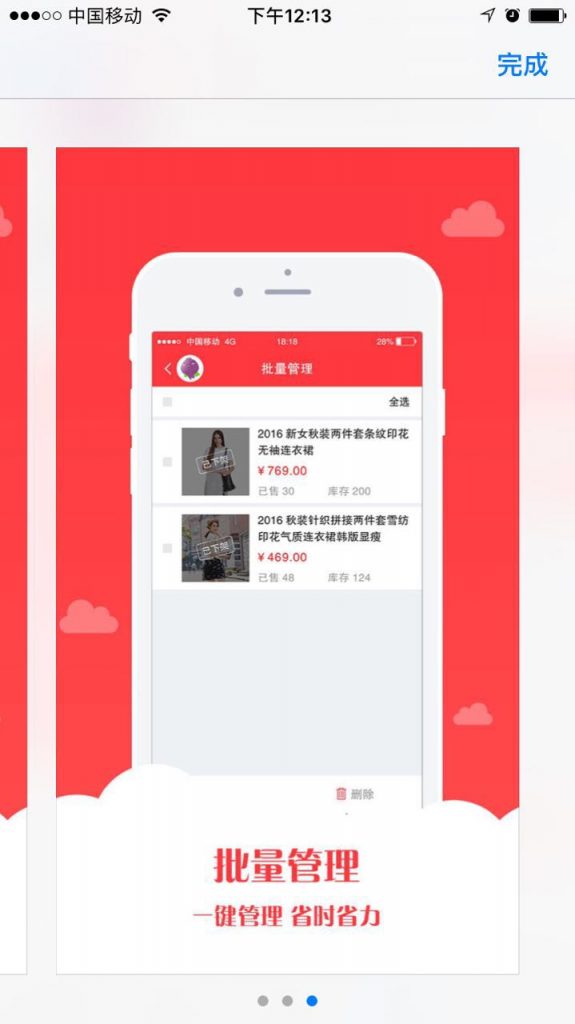 中国移动 下午12:13
完成
中国移动 4G 18:18 28%
批量管理
全选
2016 新女秋装两件套条纹印花
无袖连衣裙
¥ 769.00
已售 30 库存 200
已下架
2016 秋装针织拼接两件套雪纺
印花气质连衣裙韩版显瘦
¥ 469.00
已售 48 库存 124
已下架
删除
批量管理
一键管理 省时省力